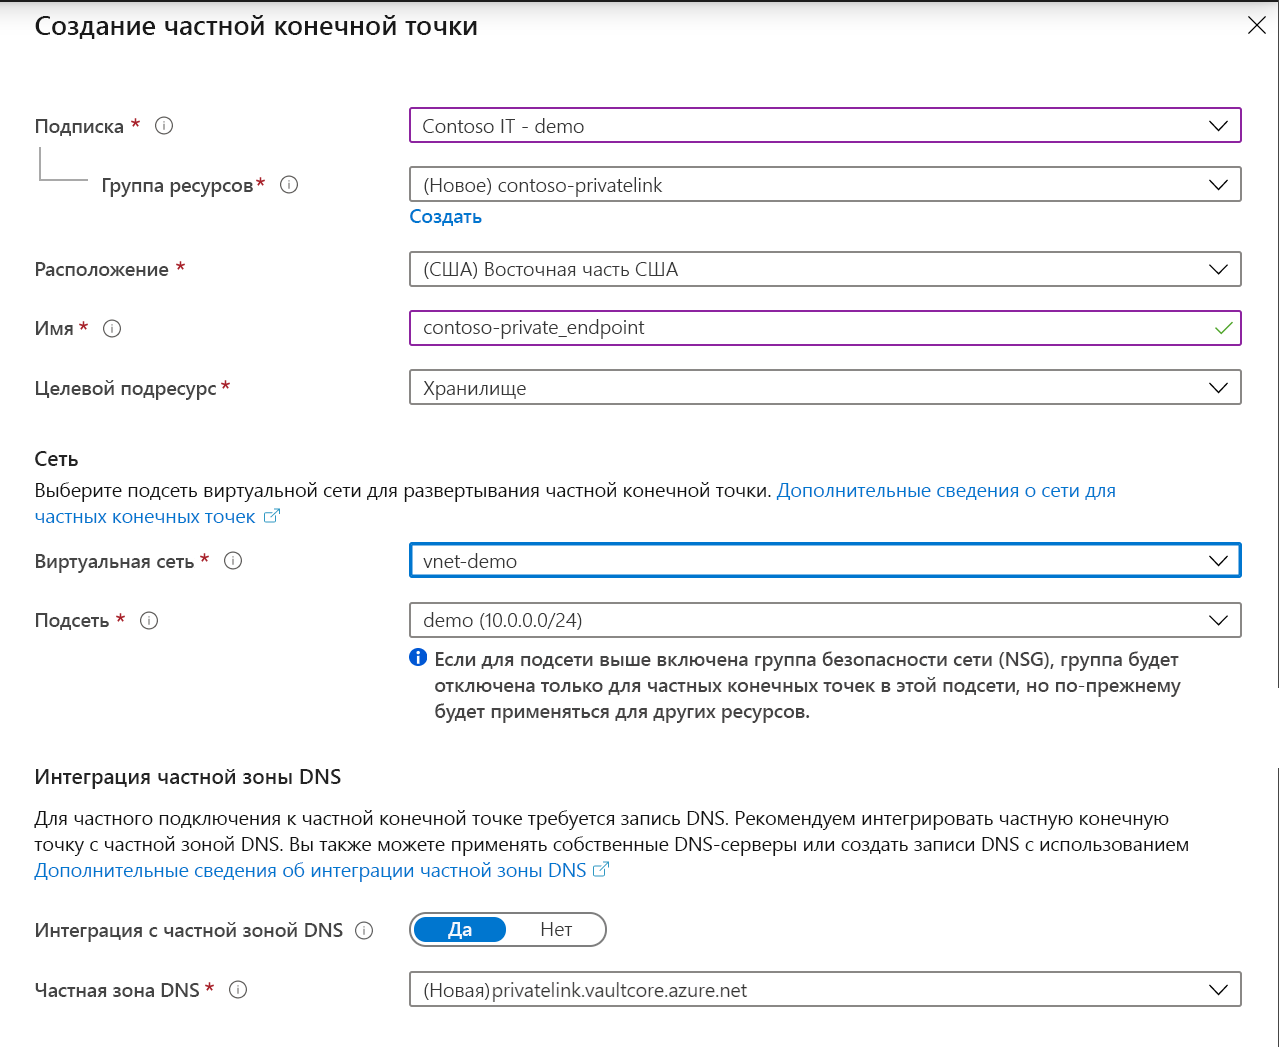 Создание частной конечной точки
Подписка *
Contoso IT - demo
Группа ресурсов*
(Новое) contoso-privatelink
Создать
Расположение *
(США) Восточная часть США
Имя *
contoso-private_endpoint
Целевой подресурс *
Хранилище
Сеть
Выберите подсеть виртуальной сети для развертывания частной конечной точки. Дополнительные сведения о сети для
частных конечных точек
Виртуальная сеть *
vnet-demo
Подсеть *
demo (10.0.0.0/24)
Если для подсети выше включена группа безопасности сети (NSG), группа будет
отключена только для частных конечных точек в этой подсети, но по-прежнему
будет применяться для других ресурсов.
Интеграция частной зоны DNS
Для частного подключения к частной конечной точке требуется запись DNS. Рекомендуем интегрировать частную конечную
точку с частной зоной DNS. Вы также можете применять собственные DNS-серверы или создать записи DNS с использованием
Дополнительные сведения об интеграции частной зоны DNS
Интеграция с частной зоной DNS
Да Нет
Частная зона DNS *
(Новая)privatelink.vaultcore.azure.net